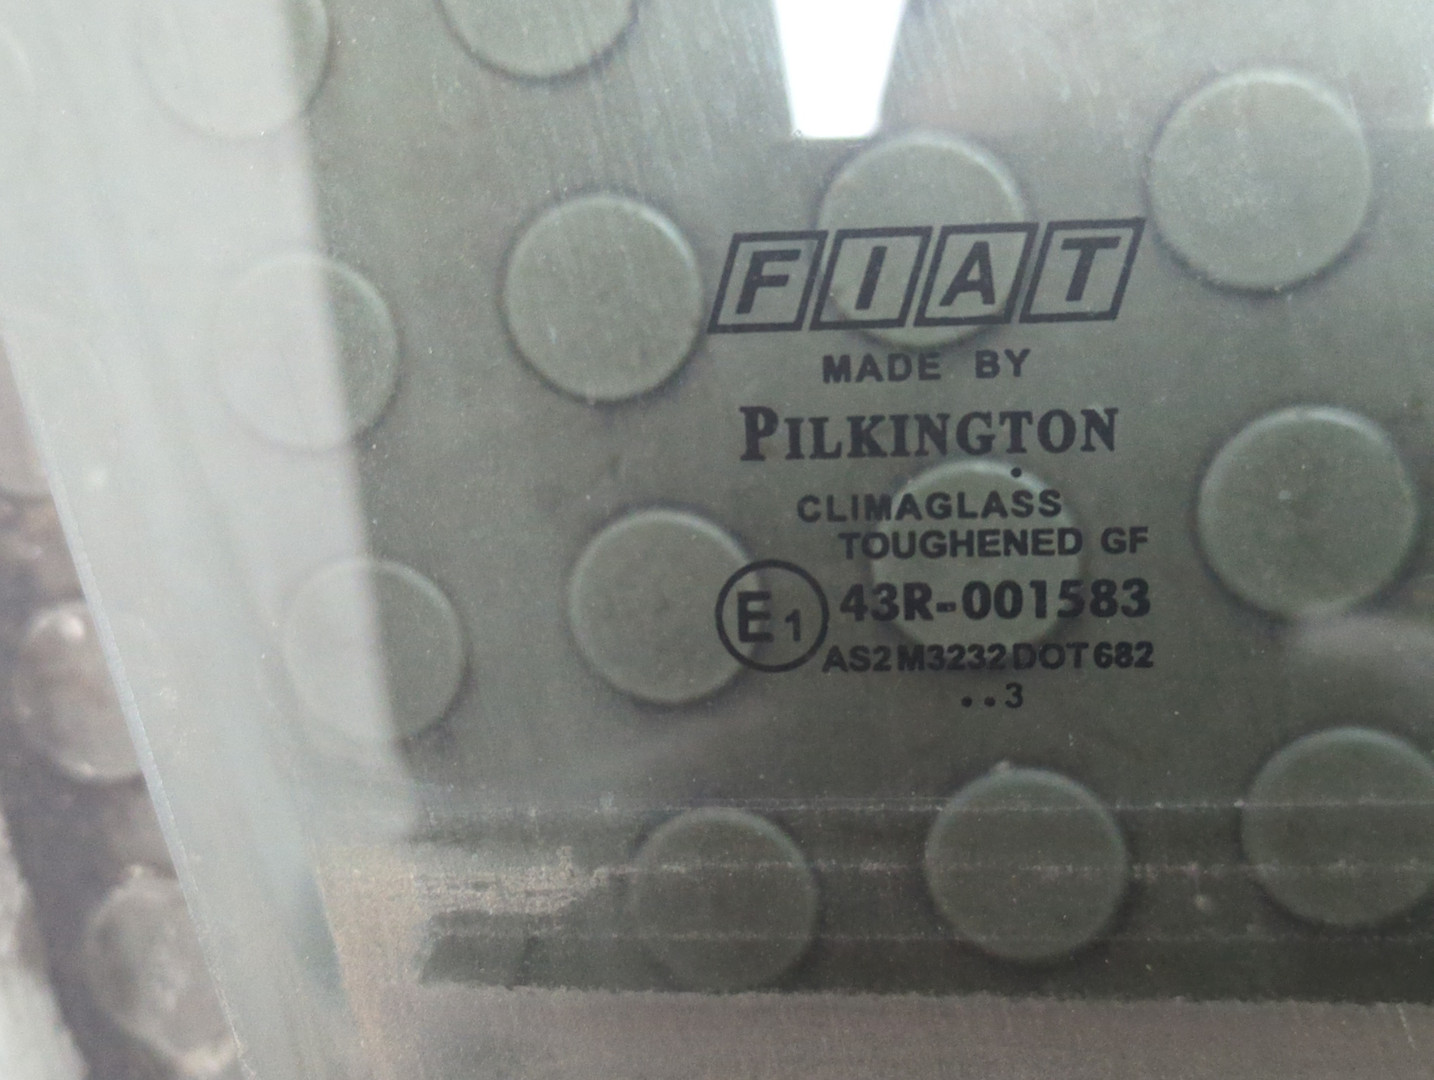 FIAT
MADE BY
PILKINGTON
CLIMAGLASS
TOUGHENED GF
E1 43R-001583
AS2 M3232 DOT 682
..3